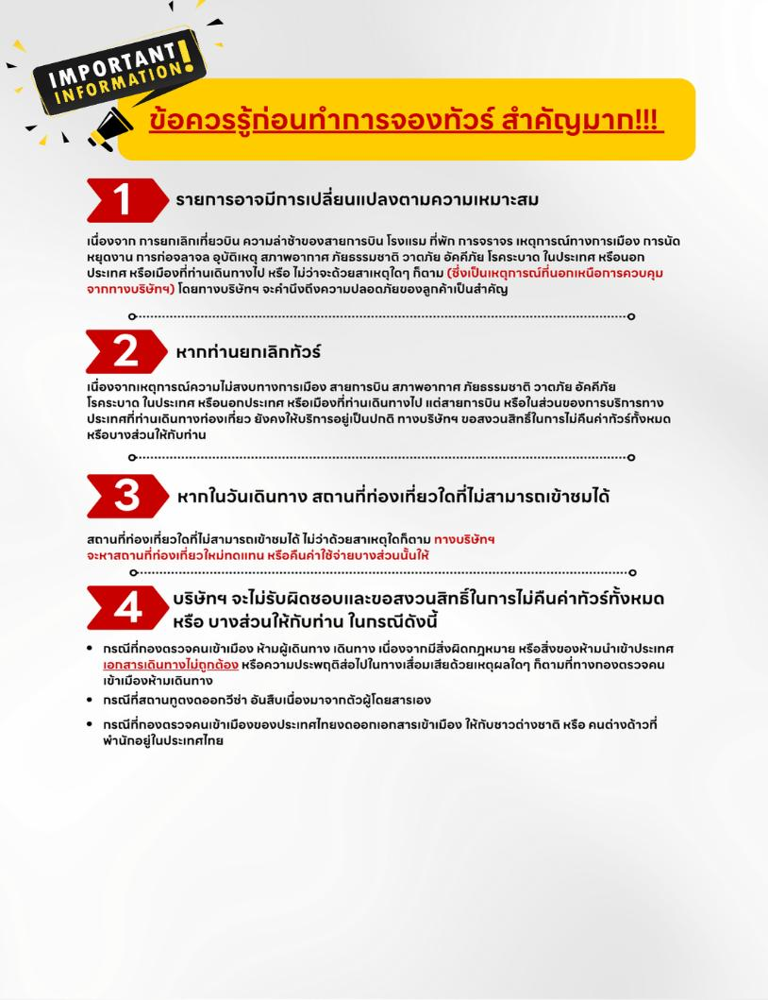 IMPORTANT
INFORMATION!
ข้อควรรู้ก่อนทำการจองทัวร์ สำคัญมาก!!!
1
รายการอาจมีการเปลี่ยนแปลงตามความเหมาะสม
เนื่องจาก การยกเลิกเที่ยวบิน ความล่าช้าของสายการบิน โรงแรม ที่พัก การจราจร เหตุการณ์ทางการเมือง การนัด
หยุดงาน การก่อจลาจล อุบัติเหตุ สภาพอากาศ ภัยธรรมชาติ วาตภัย อัคคีภัย โรคระบาด ในประเทศ หรือนอก
ประเทศ หรือเมืองที่ท่านเดินทางไป หรือ ไม่ว่าจะด้วยสาเหตุใดๆ ก็ตาม (ซึ่งเป็นเหตุการณ์ที่นอกเหนือการควบคุม
จากทางบริษัทฯ) โดยทางบริษัทฯ จะคำนึงถึงความปลอดภัยของลูกค้าเป็นสำคัญ
2
หากท่านยกเลิกทัวร์
เนื่องจากเหตุการณ์ความไม่สงบทางการเมือง สายการบิน สภาพอากาศ ภัยธรรมชาติ วาตภัย อัคคีภัย
โรคระบาด ในประเทศ หรือนอกประเทศ หรือเมืองที่ท่านเดินทางไป แต่สายการบิน หรือในส่วนของการบริการทาง
ประเทศที่ท่านเดินทางท่องเที่ยว ยังคงให้บริการอยู่เป็นปกติ ทางบริษัทฯ ขอสงวนสิทธิ์ในการไม่คืนค่าทัวร์ทั้งหมด
หรือบางส่วนให้กับท่าน
3
หากในวันเดินทาง สถานที่ท่องเที่ยวใดที่ไม่สามารถเข้าชมได้
สถานที่ท่องเที่ยวใดที่ไม่สามารถเข้าชมได้ ไม่ว่าด้วยสาเหตุใดก็ตาม ทางบริษัทฯ
จะหาสถานที่ท่องเที่ยวใหม่ทดแทน หรือคืนค่าใช้จ่ายบางส่วนนั้นให้
4
บริษัทฯ จะไม่รับผิดชอบและขอสงวนสิทธิ์ในการไม่คืนค่าทัวร์ทั้งหมด
หรือ บางส่วนให้กับท่าน ในกรณีดังนี้
• กรณีที่กองตรวจคนเข้าเมือง ห้ามผู้เดินทาง เดินทาง เนื่องจากมีสิ่งผิดกฎหมาย หรือสิ่งของห้ามนำเข้าประเทศ
เอกสารเดินทางไม่ถูกต้อง หรือความประพฤติส่อไปในทางเสื่อมเสียด้วยเหตุผลใดๆ ก็ตามที่ทางกองตรวจคน
เข้าเมืองห้ามเดินทาง
• กรณีที่สถานทูตงดออกวีซ่า อันสืบเนื่องมาจากตัวผู้โดยสารเอง
• กรณีที่กองตรวจคนเข้าเมืองของประเทศไทยงดออกเอกสารเข้าเมือง ให้กับชาวต่างชาติ หรือ คนต่างด้าวที่
พำนักอยู่ในประเทศไทย